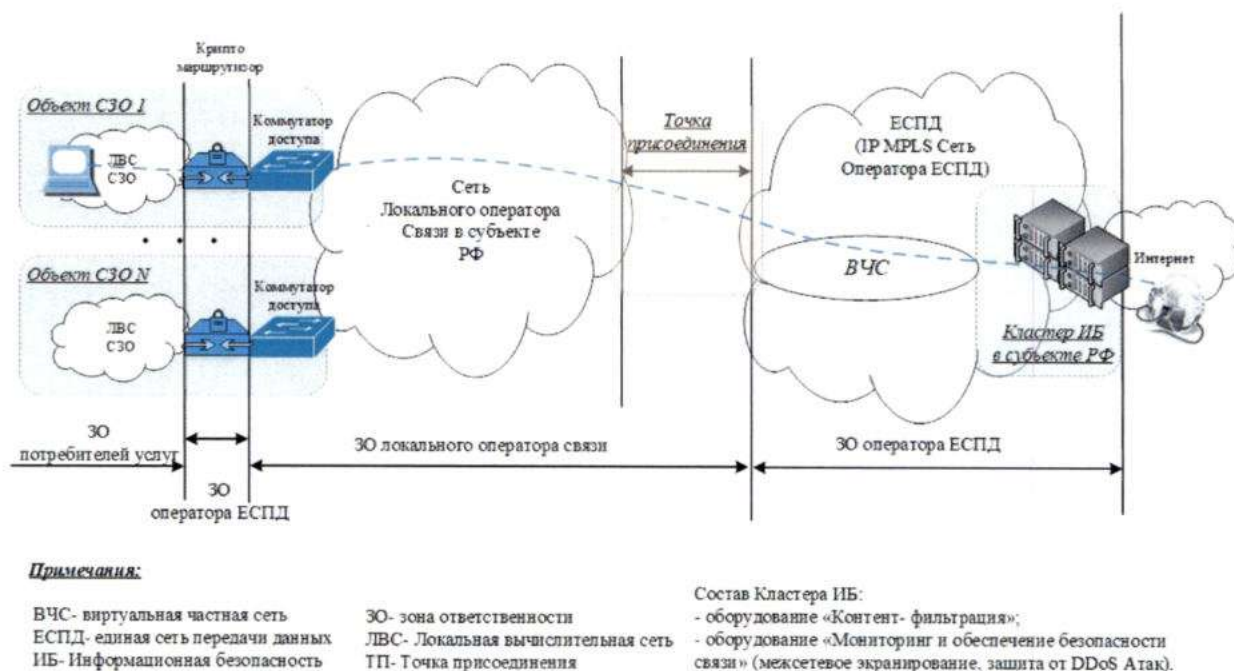 Крипто
маршрутизор
Объект СЗО 1
ЛВС
СЗО
Коммутатор
доступа
Сеть
Локального оператора
Связи в субъекте
РФ
Точка
присоединения
ЕСПД
(IP MPLS Сеть
Оператора ЕСПД)
ВЧС
Интернет
Кластер ИБ
в субъекте РФ
. . .
Объект СЗО N
ЛВС
СЗО
Коммутатор
доступа
ЗО
потребителей услуг
ЗО
оператора ЕСПД
ЗО локального оператора связи
ЗО оператора ЕСПД
Примечания:
ВЧС- виртуальная частная сеть
ЕСПД- единая сеть передачи данных
ИБ- Информационная безопасность
ЗО- зона ответственности
ЛВС- Локальная вычислительная сеть
ТП- Точка присоединения
Состав Кластера ИБ:
- оборудование «Контент- фильтрация»;
- оборудование «Мониторинг и обеспечение безопасности
связи» (межсетевое экранирование, защита от DDoS Атак).